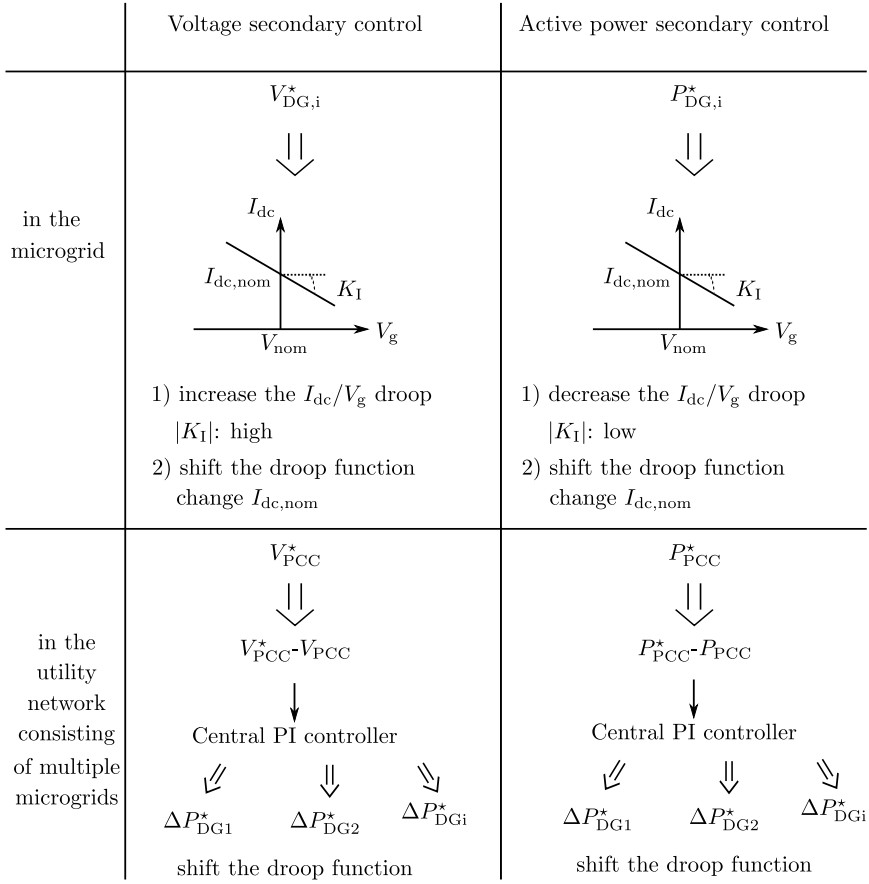 Voltage secondary control
Active power secondary control
in the
microgrid
V★DG,i
Idc
Idc,nom
KI
Vnom
Vg
1) increase the Idc/Vg droop
|KI|: high
2) shift the droop function
change Idc,nom
P★DG,i
Idc
Idc,nom
KI
Vnom
Vg
1) decrease the Idc/Vg droop
|KI|: low
2) shift the droop function
change Idc,nom
in the
utility
network
consisting
of multiple
microgrids
V★PCC
V★PCC-VPCC
Central PI controller
ΔP★DG1
ΔP★DG2
ΔP★DGi
shift the droop function
P★PCC
P★PCC-PPCC
Central PI controller
ΔP★DG1
ΔP★DG2
ΔP★DGi
shift the droop function